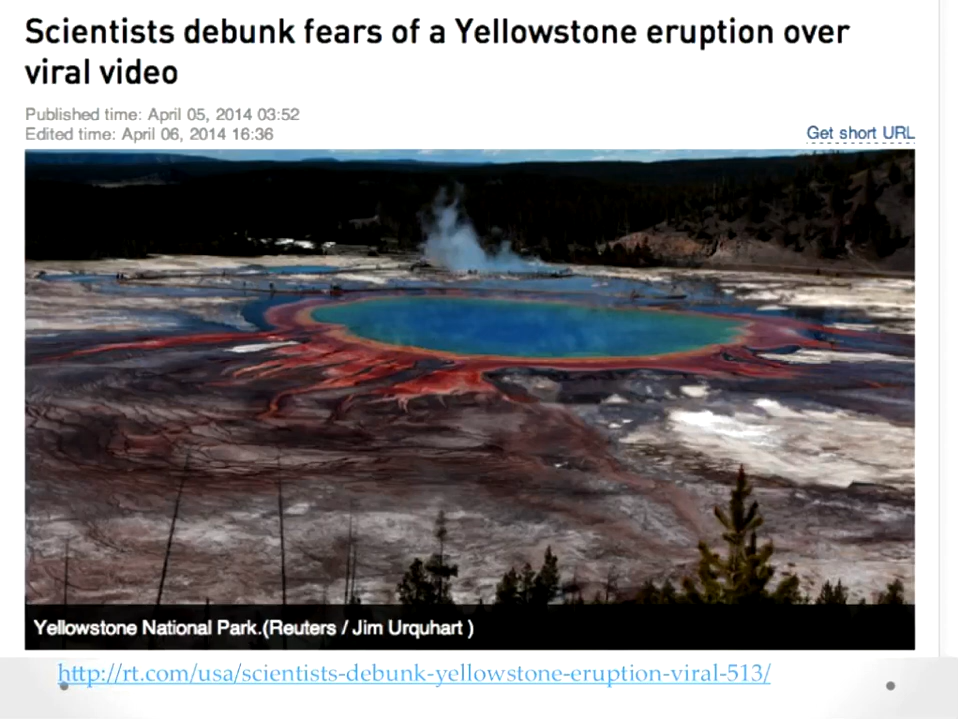 Scientists debunk fears of a Yellowstone eruption over
viral video
Published time: April 05, 2014 03:52
Edited time: April 06, 2014 16:36
Get short URL
Yellowstone National Park.(Reuters / Jim Urquhart )
http://rt.com/usa/scientists-debunk-yellowstone-eruption-viral-513/